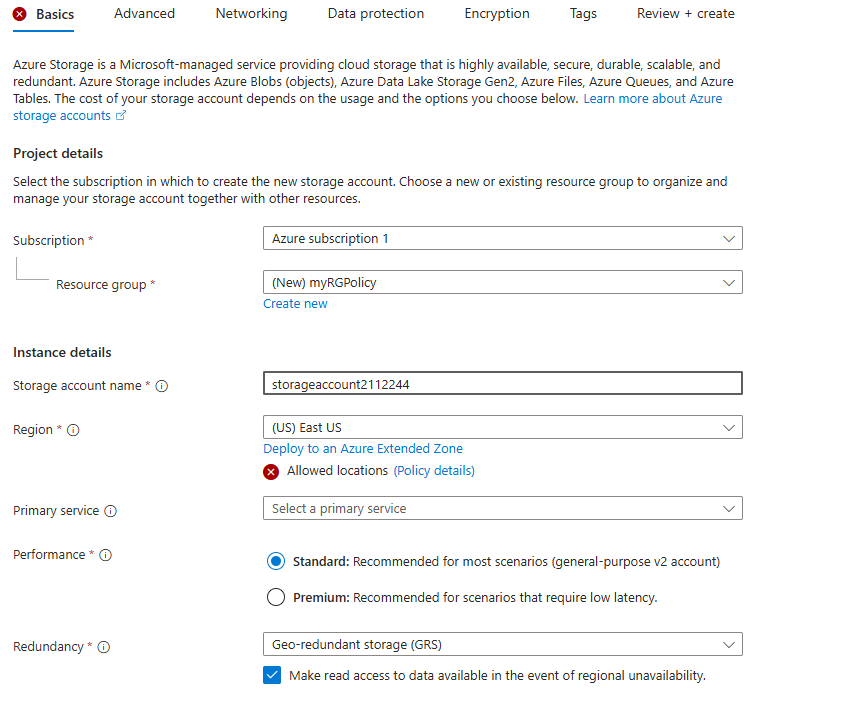 Basics Advanced Networking Data protection Encryption Tags Review + create
Azure Storage is a Microsoft-managed service providing cloud storage that is highly available, secure, durable, scalable, and
redundant. Azure Storage includes Azure Blobs (objects), Azure Data Lake Storage Gen2, Azure Files, Azure Queues, and Azure
Tables. The cost of your storage account depends on the usage and the options you choose below. Learn more about Azure
storage accounts
Project details
Select the subscription in which to create the new storage account. Choose a new or existing resource group to organize and
manage your storage account together with other resources.
Subscription * Azure subscription 1
Resource group * (New) myRGPolicy
Create new
Instance details
Storage account name * storageaccount2112244
Region * (US) East US
Deploy to an Azure Extended Zone
Allowed locations (Policy details)
Primary service Select a primary service
Performance * Standard: Recommended for most scenarios (general-purpose v2 account)
Premium: Recommended for scenarios that require low latency.
Redundancy * Geo-redundant storage (GRS)
Make read access to data available in the event of regional unavailability.